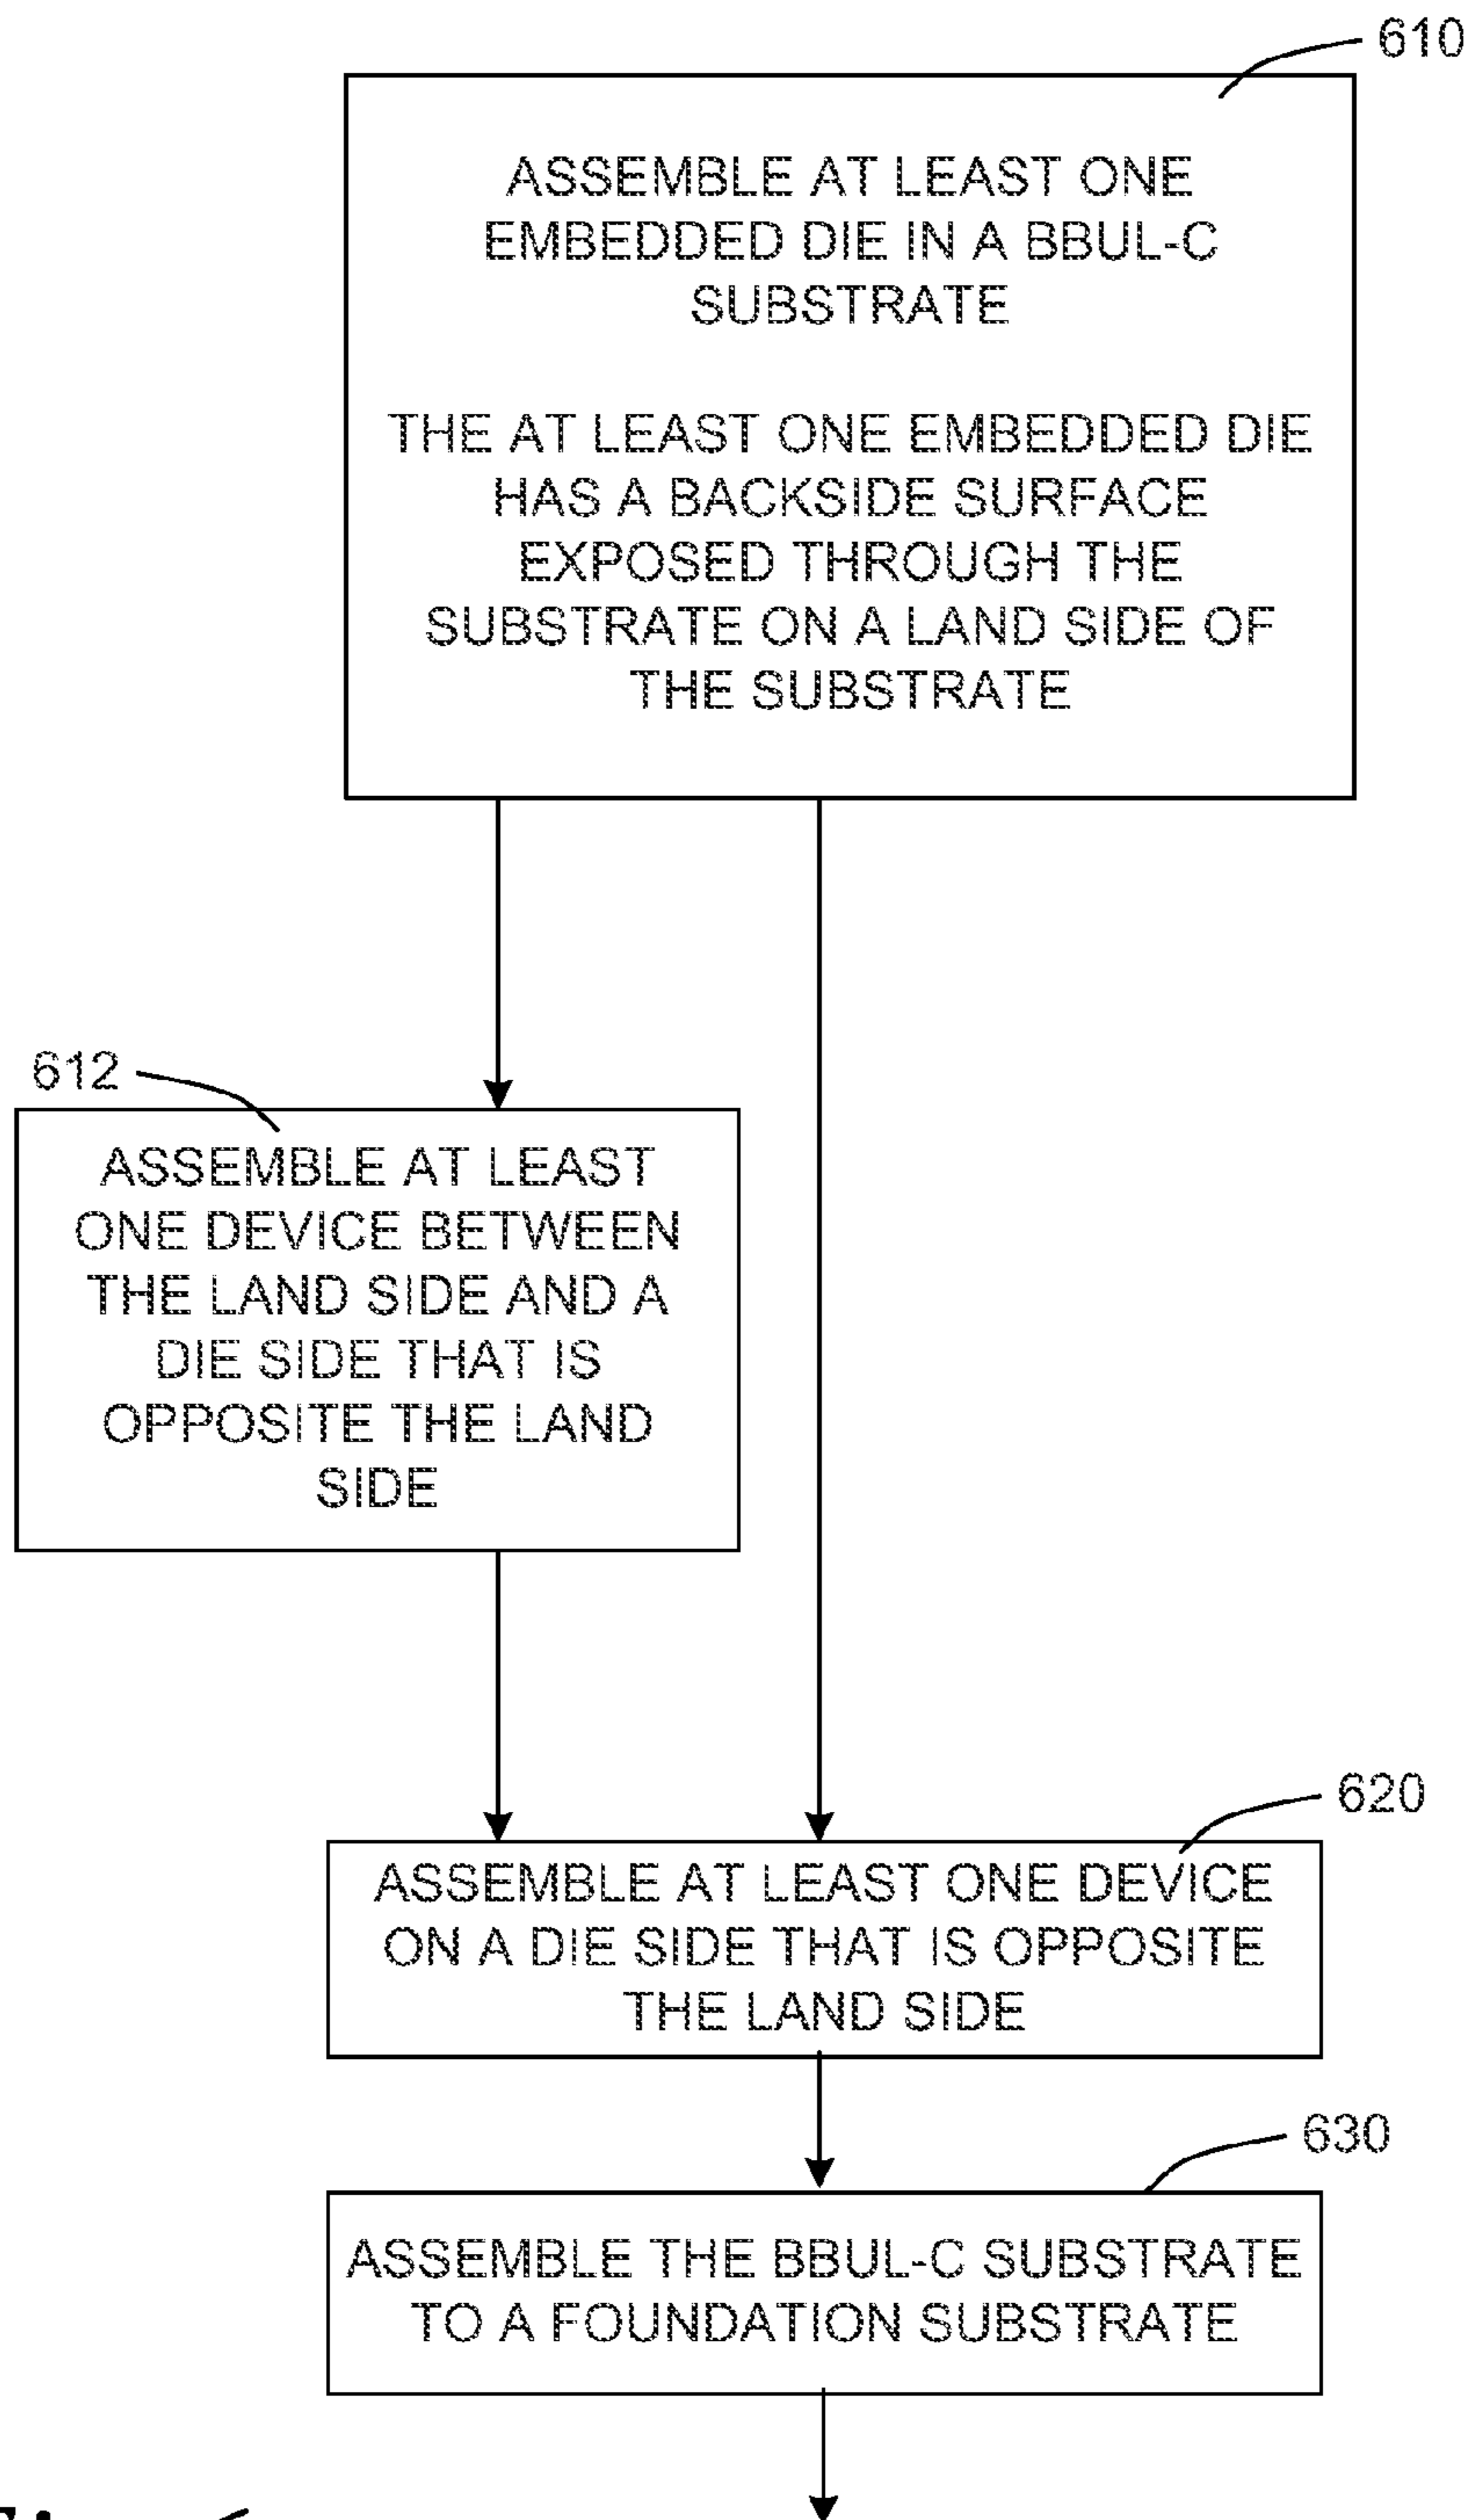 610
ASSEMBLE AT LEAST ONE
EMBEDDED DIE IN A BBUL-C
SUBSTRATE
THE AT LEAST ONE EMBEDDED DIE
HAS A BACKSIDE SURFACE
EXPOSED THROUGH THE
SUBSTRATE ON A LAND SIDE OF
THE SUBSTRATE
612
ASSEMBLE AT LEAST
ONE DEVICE BETWEEN
THE LAND SIDE AND A
DIE SIDE THAT IS
OPPOSITE THE LAND
SIDE
620
ASSEMBLE AT LEAST ONE DEVICE
ON A DIE SIDE THAT IS OPPOSITE
THE LAND SIDE
630
ASSEMBLE THE BBUL-C SUBSTRATE
TO A FOUNDATION SUBSTRATE